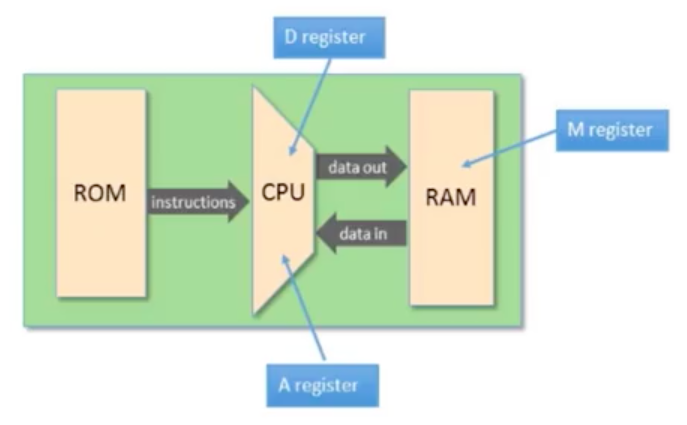 D register
M register
ROM
instructions
CPU
data out
data in
RAM
A register